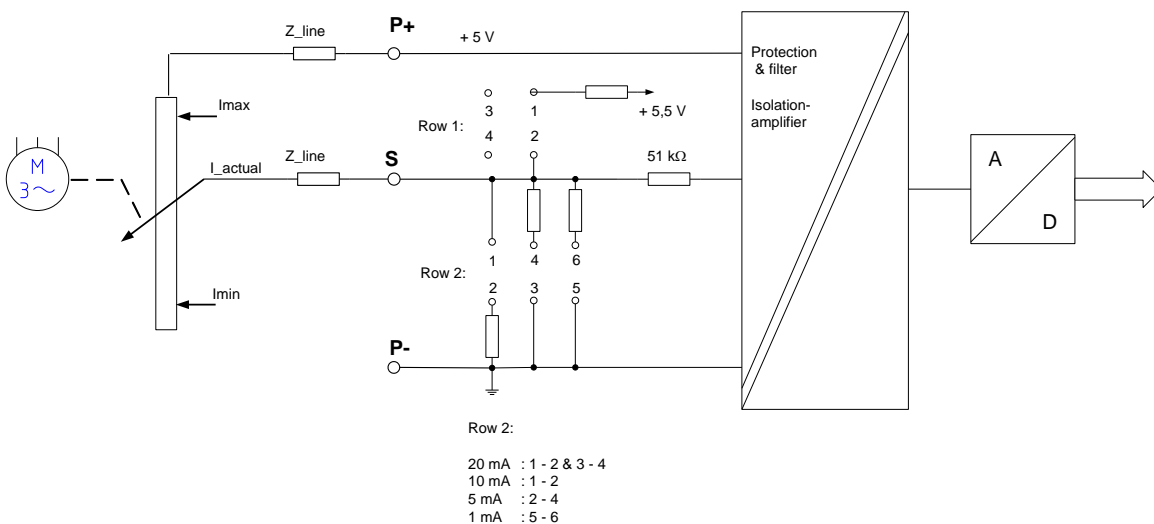 Z_line
P+
+ 5 V
Protection
& filter
Isolation-
amplifier
Imax
3
1
+ 5,5 V
Row 1:
4
2
M
3~
I_actual
Z_line
S
51 kΩ
A
D
1
4
6
Row 2:
2
3
5
Imin
P-
Row 2:
20 mA : 1 - 2 & 3 - 4
10 mA : 1 - 2
5 mA : 2 - 4
1 mA : 5 - 6